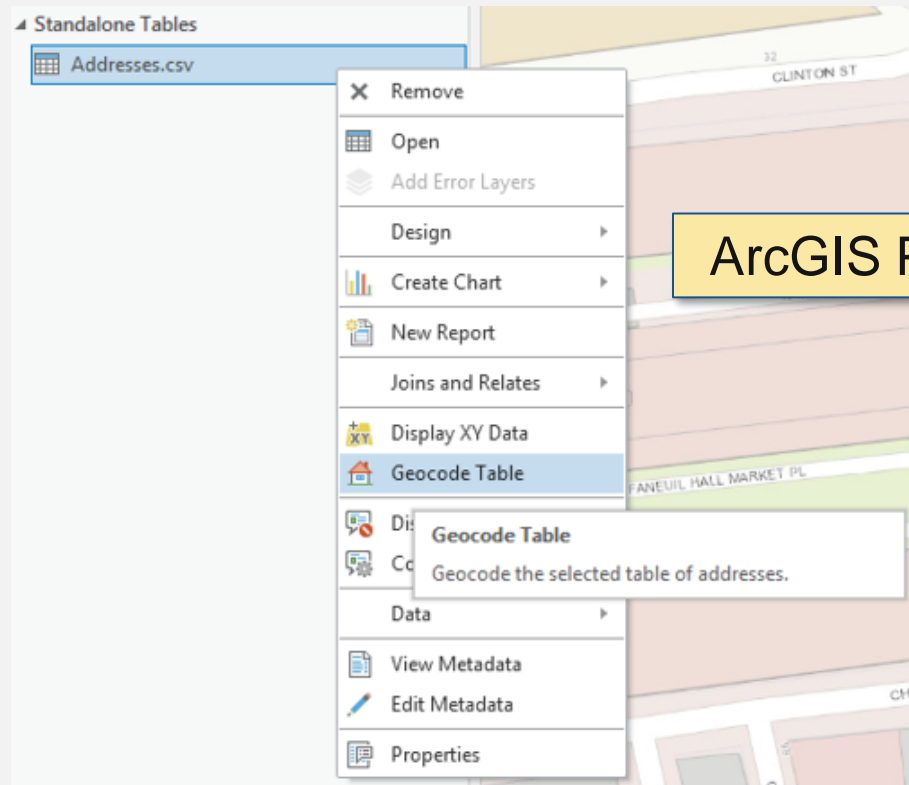 Standalone Tables
Addresses.csv
32
CLINTON ST
Remove
Open
Add Error Layers
Design
ArcGIS
Create Chart
New Report
Joins and Relates
XY Display XY Data
Geocode Table
FANEUIL HALL MARKET PL
Geocode Table
Geocode the selected table of addresses.
Data
View Metadata
Edit Metadata
Properties